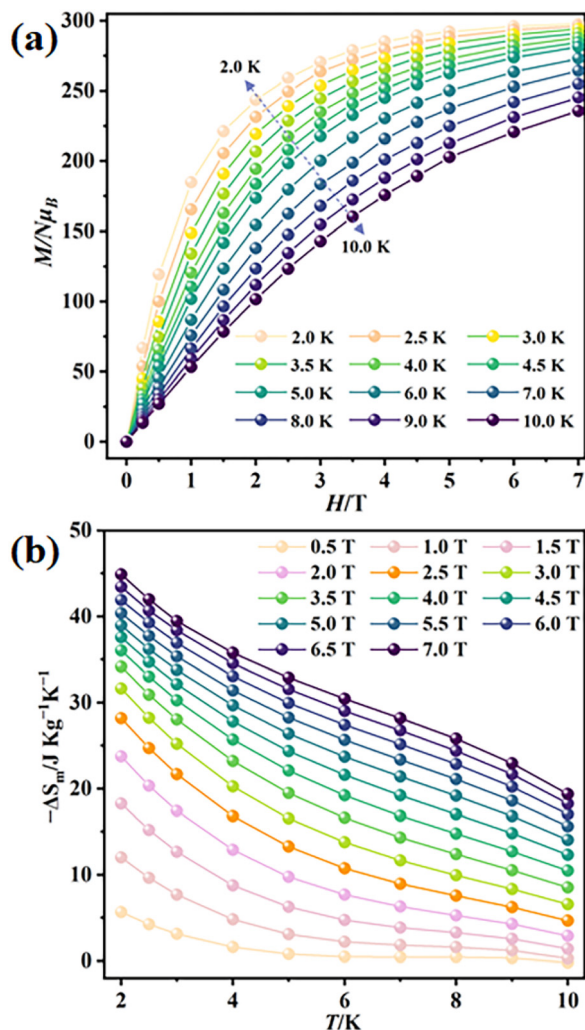 (a)
300
250
200
150
100
50
0
M/NμB
2.0 K
10.0 K
2.0 K 2.5 K 3.0 K
3.5 K 4.0 K 4.5 K
5.0 K 6.0 K 7.0 K
8.0 K 9.0 K 10.0 K
0 1 2 3 4 5 6 7
H/T
(b)
50
40
30
20
10
0
−ΔSm/J Kg−1K−1
0.5 T 1.0 T 1.5 T
2.0 T 2.5 T 3.0 T
3.5 T 4.0 T 4.5 T
5.0 T 5.5 T 6.0 T
6.5 T 7.0 T
2 4 6 8 10
T/K